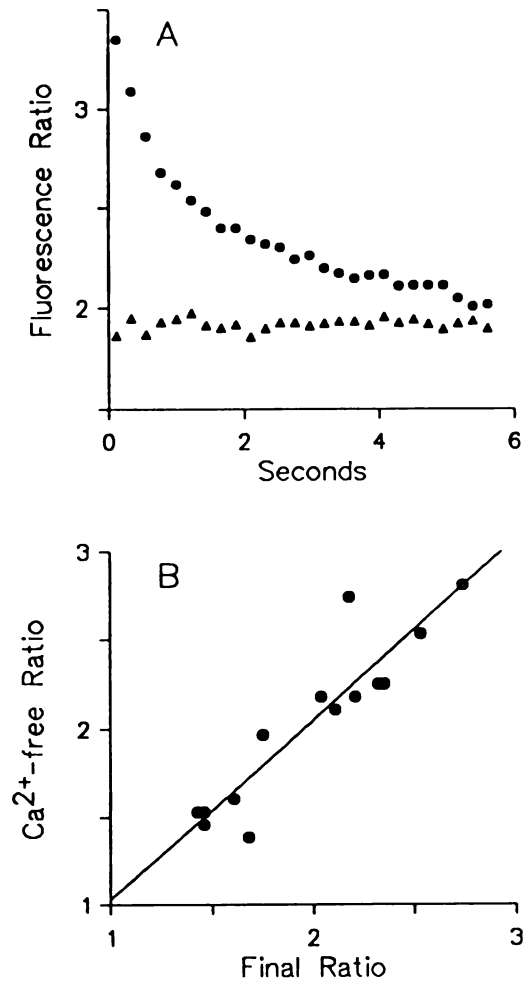 A
Fluorescence Ratio
3
2
0 2 4 6
Seconds
B
Ca2+-free Ratio
3
2
1
1 2 3
Final Ratio